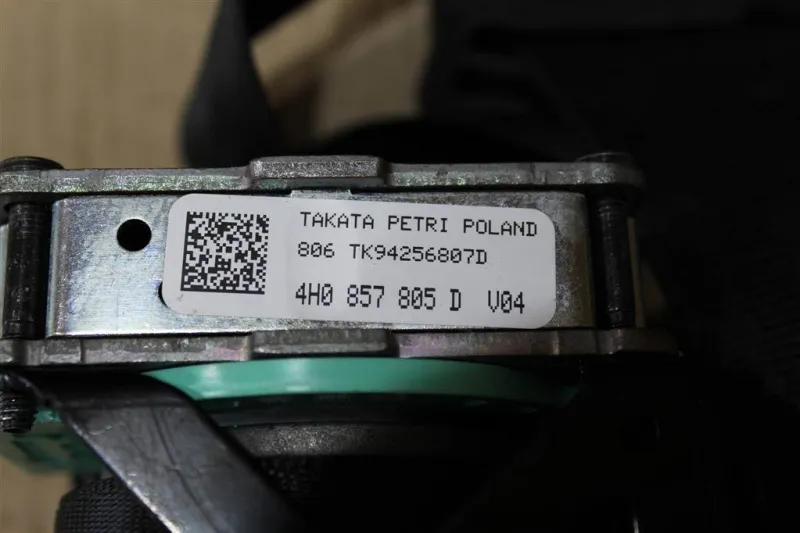 TAKATA PETRI POLAND
806 TK94256807D
4H0 857 805 D V04